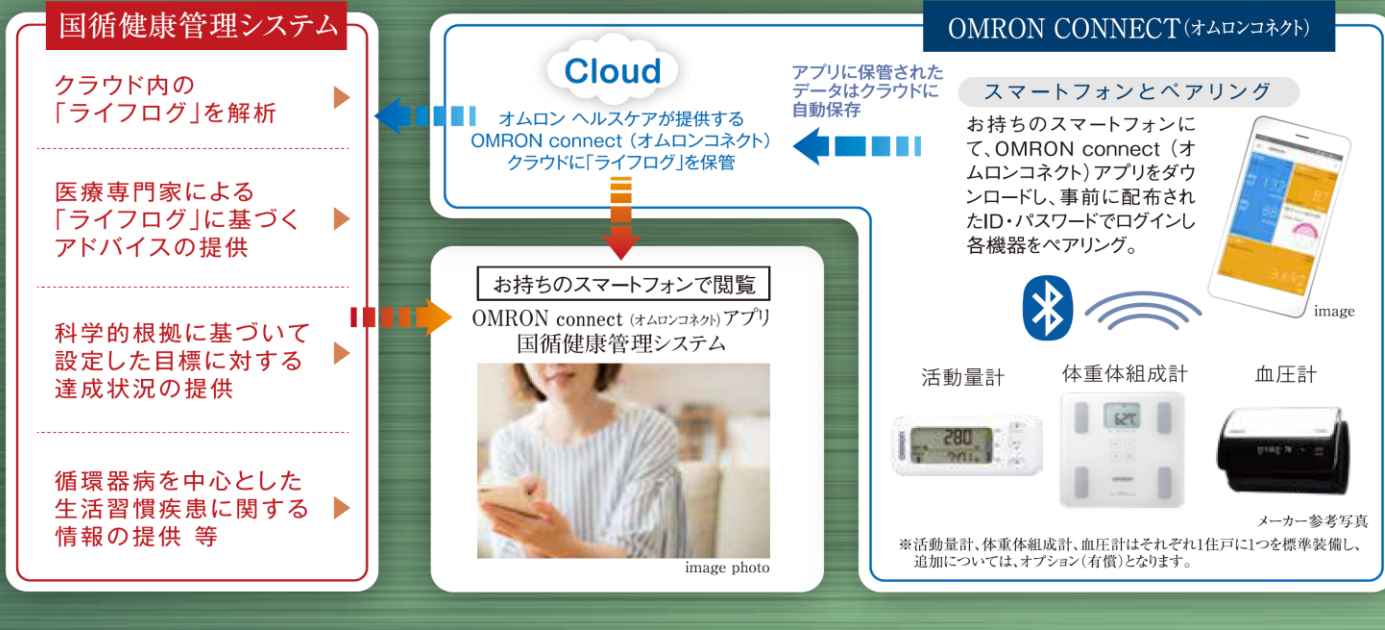 国循健康管理システム
クラウド内の
「ライフログ」を解析
医療専門家による
「ライフログ」に基づく
アドバイスの提供
科学的根拠に基づいて
設定した目標に対する
達成状況の提供
循環器病を中心とした
生活習慣疾患に関する
情報の提供 等
Cloud
オムロン ヘルスケアが提供する
OMRON connect（オムロンコネクト）
クラウドに「ライフログ」を保管
アプリに保管された
データはクラウドに
自動保存
お持ちのスマートフォンで閲覧
OMRON connect（オムロンコネクト）アプリ
国循健康管理システム
image photo
OMRON CONNECT（オムロンコネクト）
スマートフォンとペアリング
お持ちのスマートフォンに
て、OMRON connect（オ
ムロンコネクト）アプリをダウ
ンロードし、事前に配布され
たID・パスワードでログインし
各機器をペアリング。
image
活動量計
体重体組成計
血圧計
OMRON
280
omron
メーカー参考写真
※活動量計、体重体組成計、血圧計はそれぞれ1住戸に1つを標準装備し、
追加については、オプション（有償）となります。